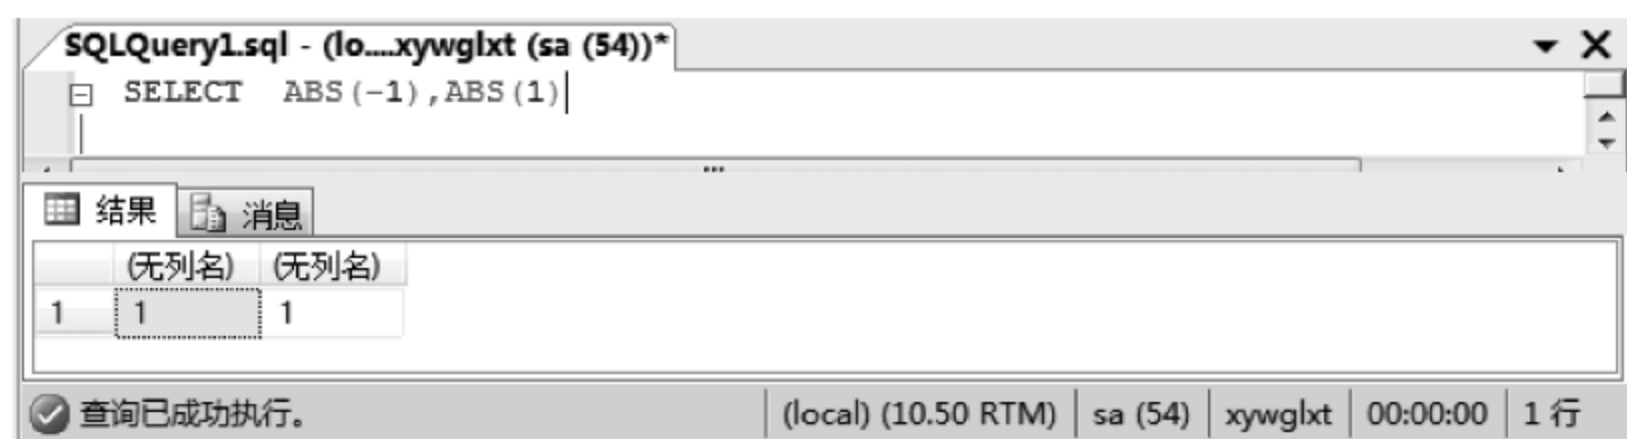 SQLQuery1.sql - (lo....xywglxt (sa (54))*
SELECT ABS(-1),ABS(1)
结果 消息
(无列名) (无列名)
1 1 1
查询已成功执行。 (local) (10.50 RTM) sa (54) xywglxt 00:00:00 1 行